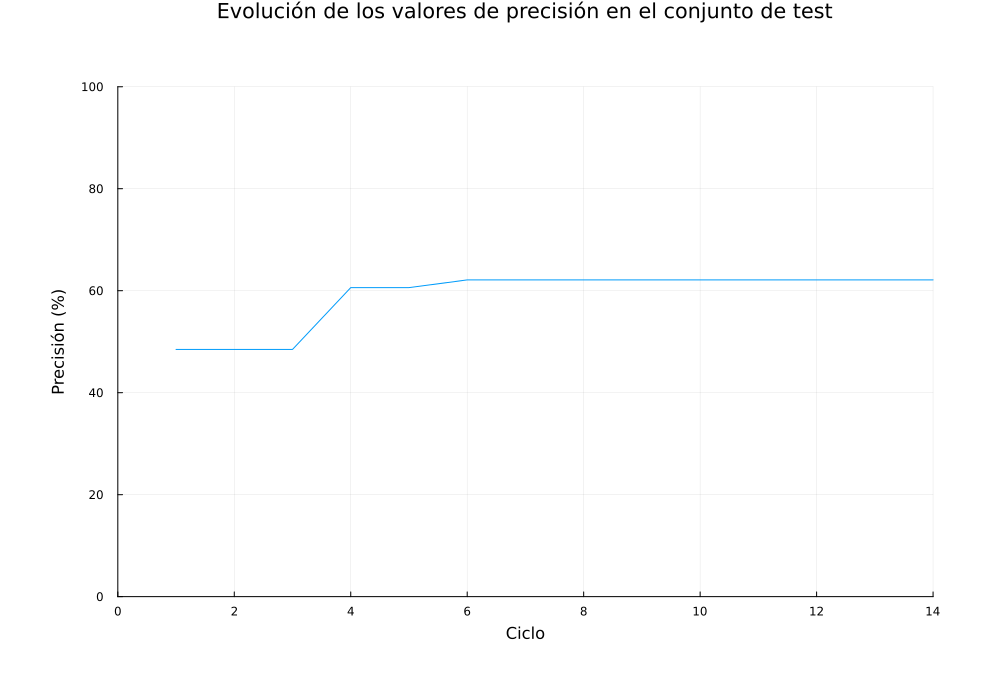 Evolución de los valores de precisión en el conjunto de test
100
80
60
40
20
0
Precisión (%)
0 2 4 6 8 10 12 14
Ciclo